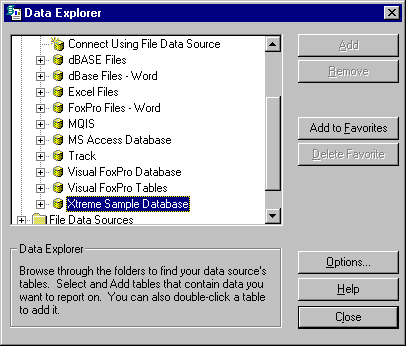 Data Explorer
Connect Using File Data Source
dBASE Files
dBase Files - Word
Excel Files
FoxPro Files - Word
MQIS
MS Access Database
Track
Visual FoxPro Database
Visual FoxPro Tables
Xtreme Sample Database
File Data Sources
Add
Remove
Add to Favorites
Delete Favorite
Data Explorer
Browse through the folders to find your data source's
tables.  Select and Add tables that contain data you
want to report on.  You can also double-click a table
to add it.
Options...
Help
Close